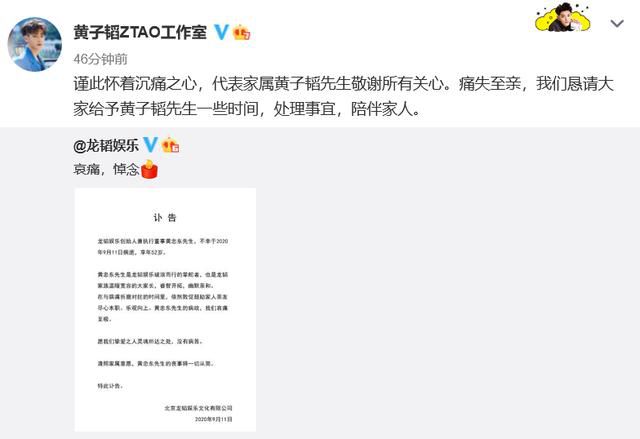 黄子韬ZTAO工作室
46分钟前
谨此怀着沉痛之心，代表家属黄子韬先生敬谢所有关心。痛失至亲，我们恳请大
家给予黄子韬先生一些时间，处理事宜，陪伴家人。
@龙韬娱乐
哀痛，悼念
讣 告
龙韬娱乐创始人兼执行董事黄忠东先生，不幸于2020
年9月11日病逝，享年52岁。
黄忠东先生是龙韬娱乐破浪而行的掌舵者，也是龙韬
家族温暖宽容的大家长，睿智开拓，幽默亲和。
在与病痛折磨对抗的时间里，依然敦促鼓励家人亲友
尽心本职、乐观向上。黄忠东先生的病故，我们哀痛
至极。
愿我们挚爱之人灵魂所达之处，没有病苦。
遵照家属意愿，黄忠东先生的丧事将一切从简。
特此讣告。
北京龙韬娱乐文化有限公司
2020年9月11日